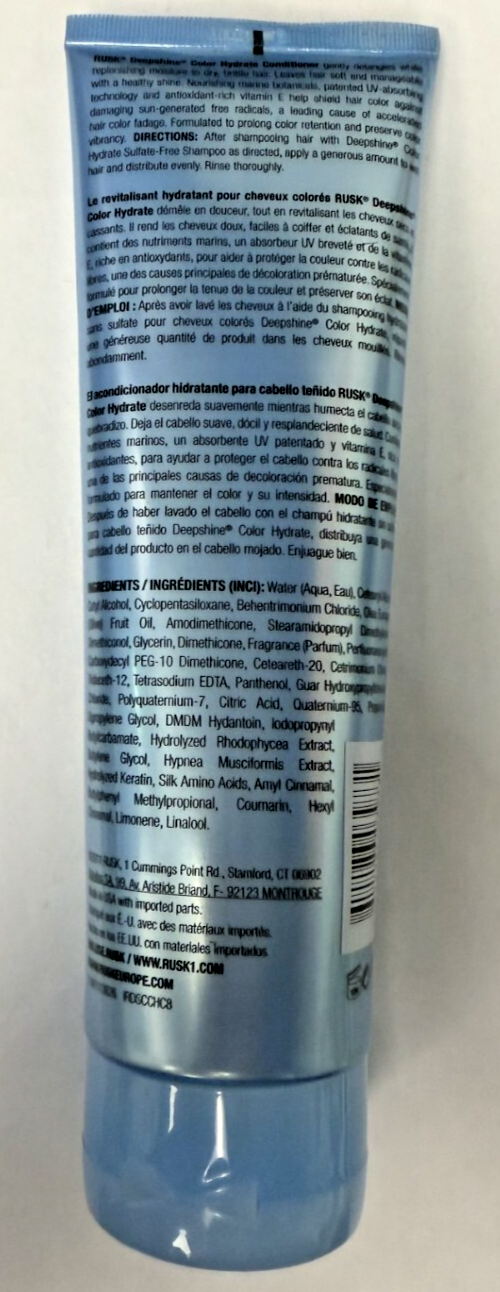 RUSK® Deepshine® Color Hydrate Conditioner gently detangles while
replenishing moisture to dry, brittle hair. Leaves hair soft and manageable
with a healthy shine. Nourishing marine botanicals, patented UV-absorbing
technology and antioxidant-rich vitamin E help shield hair color against
damaging sun-generated free radicals, a leading cause of accelerated
hair color fadage. Formulated to prolong color retention and preserve color
vibrancy. DIRECTIONS: After shampooing hair with Deepshine® Color
Hydrate Sulfate-Free Shampoo as directed, apply a generous amount to
hair and distribute evenly. Rinse thoroughly.
Le revitalisant hydratant pour cheveux colorés RUSK® Deepshine®
Color Hydrate démêle en douceur, tout en revitalisant les cheveux secs et
cassants. Il rend les cheveux doux, faciles à coiffer et éclatants de
contient des nutriments marins, un absorbeur UV breveté et de la
E, riche en antioxydants, pour aider à protéger la couleur contre les
libres, une des causes principales de décoloration prématurée.
formulé pour prolonger la tenue de la couleur et préserver son éclat.
D'EMPLOI : Après avoir lavé les cheveux à l'aide du shampooing
sans sulfate pour cheveux colorés Deepshine® Color Hydrate,
une généreuse quantité de produit dans les cheveux mouillés.
abondamment.
El acondicionador hidratante para cabello teñido RUSK®
Color Hydrate desenreda suavemente mientras humecta el cabello
quebradizo. Deja el cabello suave, dócil y resplandeciente de salud.
nutrientes marinos, un absorbente UV patentado y vitamina E,
antioxidantes, para ayudar a proteger el cabello contra los radicales
una de las principales causas de decoloración prematura.
formulado para mantener el color y su intensidad. MODO DE
Después de haber lavado el cabello con el champú hidratante
para cabello teñido Deepshine® Color Hydrate, distribuya una
cantidad del producto en el cabello mojado. Enjuague bien.
INGREDIENTS / INGRÉDIENTS (INCI): Water (Aqua, Eau),
Cetyl Alcohol, Cyclopentasiloxane, Behentrimonium Chloride,
Fruit Oil, Amodimethicone, Stearamidopropyl
Dimethiconol, Glycerin, Dimethicone, Fragrance (Parfum),
PEG-10 Dimethicone, Ceteareth-20,
Tetrasodium EDTA, Panthenol, Guar
Chloride, Polyquaternium-7, Citric Acid, Quaternium-95,
Glycol, DMDM Hydantoin, Iodopropynyl
Butylcarbamate, Hydrolyzed Rhodophycea Extract,
Glycol, Hypnea Musciformis Extract,
Hydrolyzed Keratin, Silk Amino Acids, Amyl Cinnamal,
Methylpropional, Coumarin, Hexyl
Cinnamal, Limonene, Linalool.
RUSK, 1 Cummings Point Rd., Stamford, CT 06902
99, Av. Aristide Briand, F- 92123 MONTROUGE
USA with imported parts.
É.-U. avec des matériaux importés.
EE.UU. con materiales importados.
/ WWW.RUSK1.COM
IRDSCCHC8